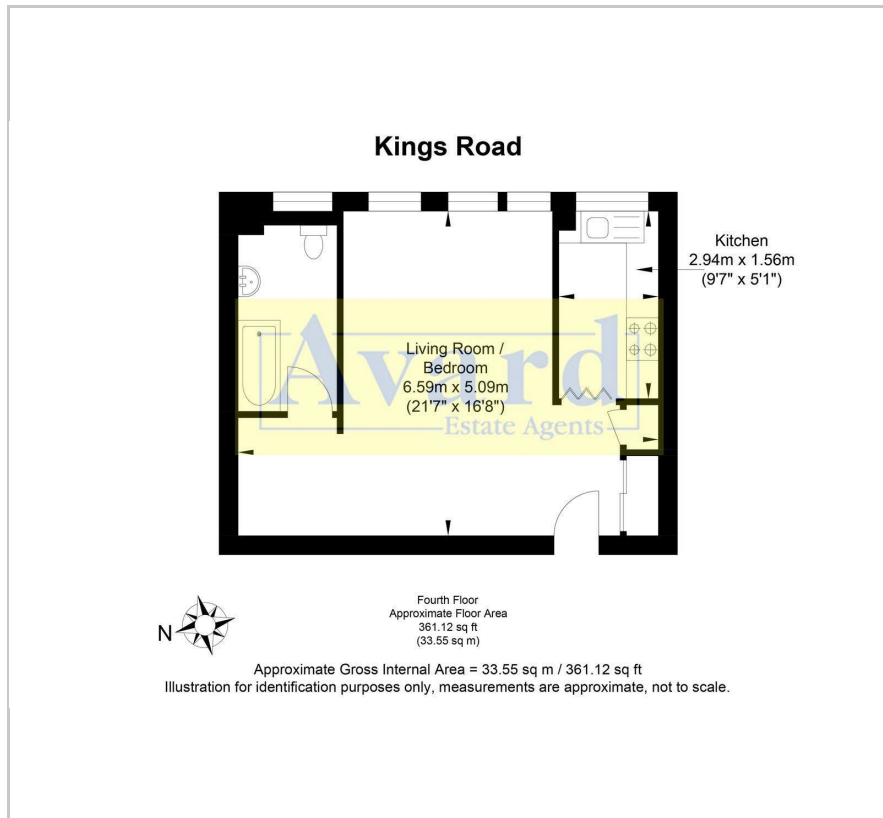 Kings Road
Kitchen
2.94m x 1.56m
(9'7" x 5'1")
Living Room /
Bedroom
6.59m x 5.09m
(21'7" x 16'8")
Avard
Estate Agents
N
Fourth Floor
Approximate Floor Area
361.12 sq ft
(33.55 sq m)
Approximate Gross Internal Area = 33.55 sq m / 361.12 sq ft
Illustration for identification purposes only, measurements are approximate, not to scale.